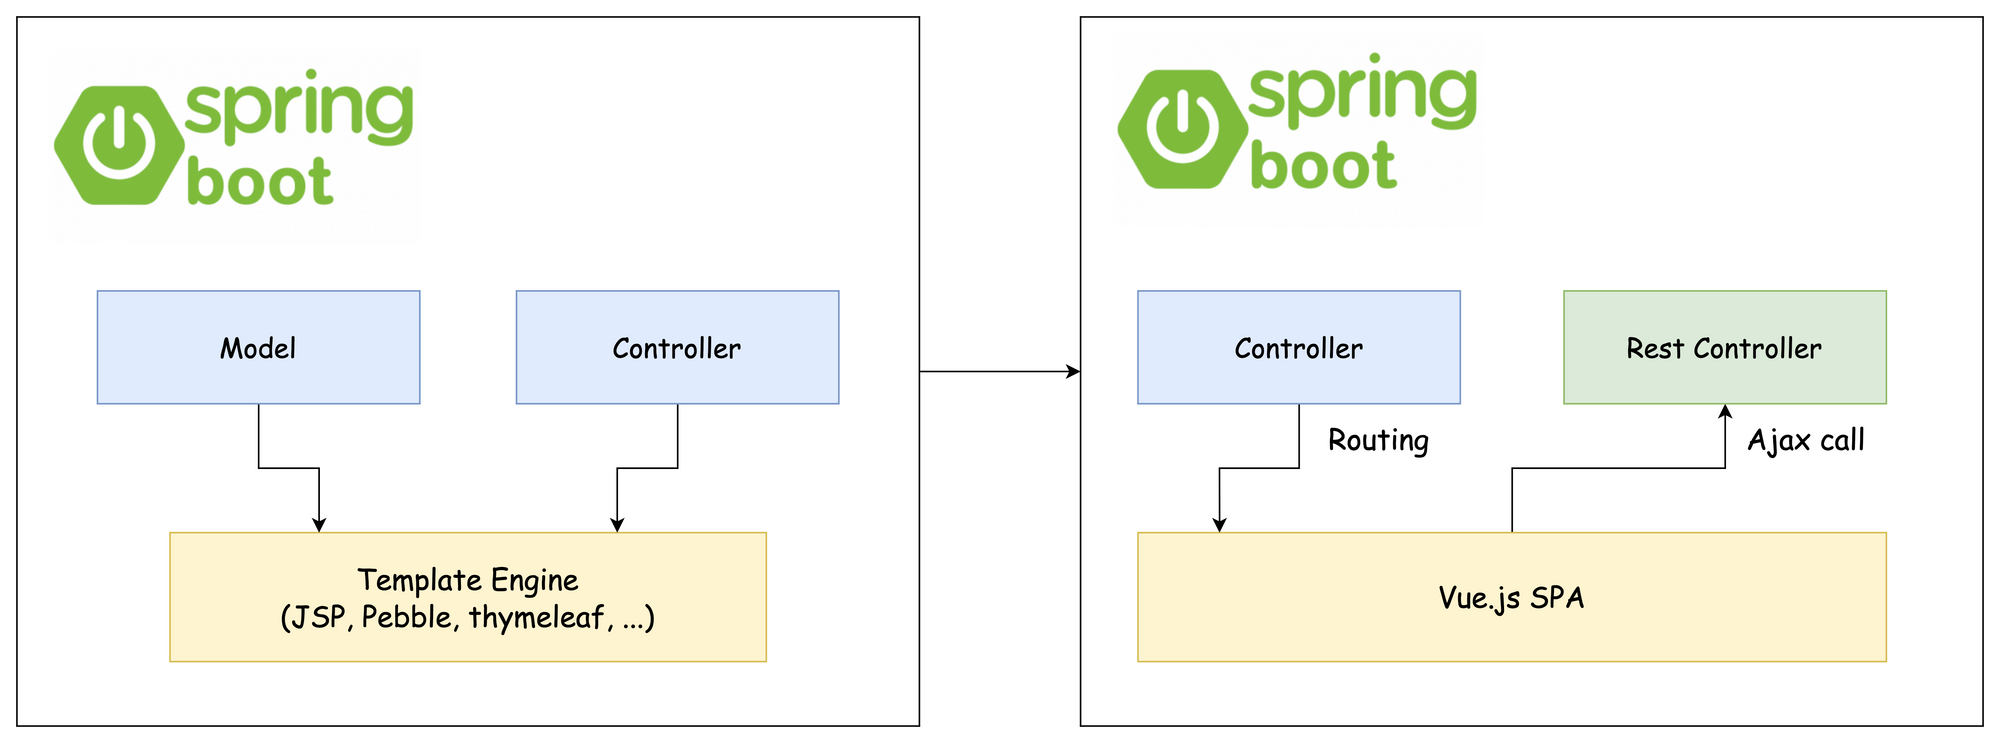 spring
boot
Model
Controller
Template Engine
(JSP, Pebble, thymeleaf, ...)
spring
boot
Controller
Rest Controller
Routing
Ajax call
Vue.js SPA